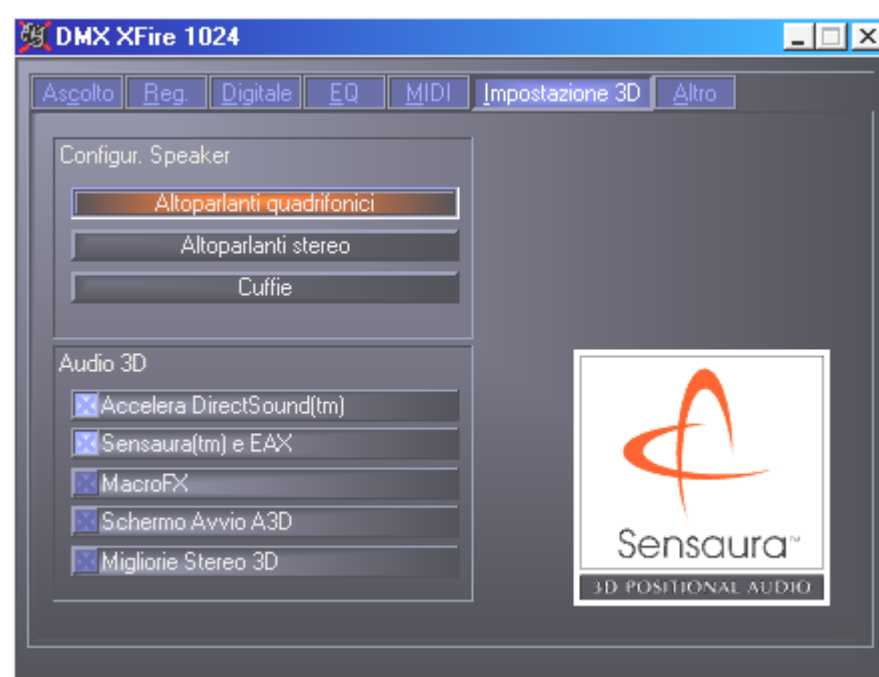 DMX XFire 1024
Ascolto Reg. Digitale EQ MIDI Impostazione 3D Altro
Configur. Speaker
Altoparlanti quadrifonici
Altoparlanti stereo
Cuffie
Audio 3D
Accelera DirectSound(tm)
Sensaura(tm) e EAX
MacroFX
Schermo Avvio A3D
Migliorie Stereo 3D
Sensaura™
3D POSITIONAL AUDIO